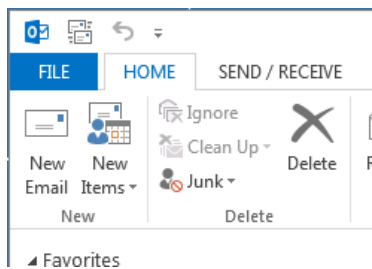 FILE HOME SEND / RECEIVE
Ignore
Clean Up
Junk
New Email
New Items
Delete
New
Delete
Favorites